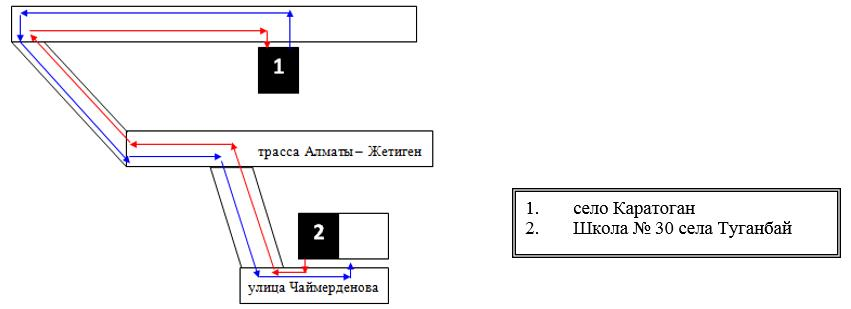 1
трасса Алматы – Жетиген
2
улица Чаймерденова
1. село Каратоган
2. Школа № 30 села Туганбай